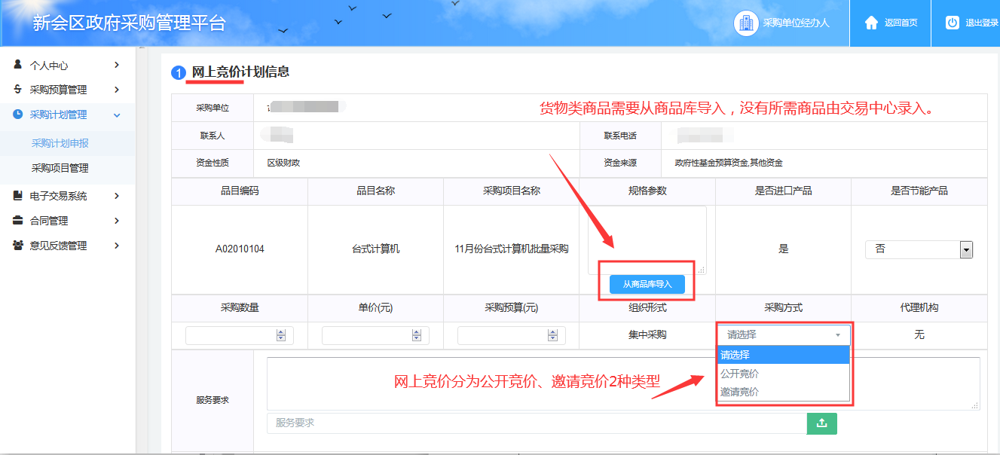 新会区政府采购管理平台
采购单位经办人
返回首页
退出登录
个人中心
采购预算管理
采购计划管理
采购计划申报
采购项目管理
电子交易系统
合同管理
意见反馈管理
1 网上竞价计划信息
货物类商品需要从商品库导入，没有所需商品由交易中心录入。
采购单位
联系人 联系电话
资金性质 区级财政 资金来源 政府性基金预算资金,其他资金
品目编码 品目名称 采购项目名称 规格参数 是否进口产品 是否节能产品
A02010104 台式计算机 11月份台式计算机批量采购 是 否
从商品库导入
采购数量 单价(元) 采购预算(元) 组织形式 采购方式 代理机构
集中采购 请选择 无
请选择
公开竞价
邀请竞价
网上竞价分为公开竞价、邀请竞价2种类型
服务要求
服务要求